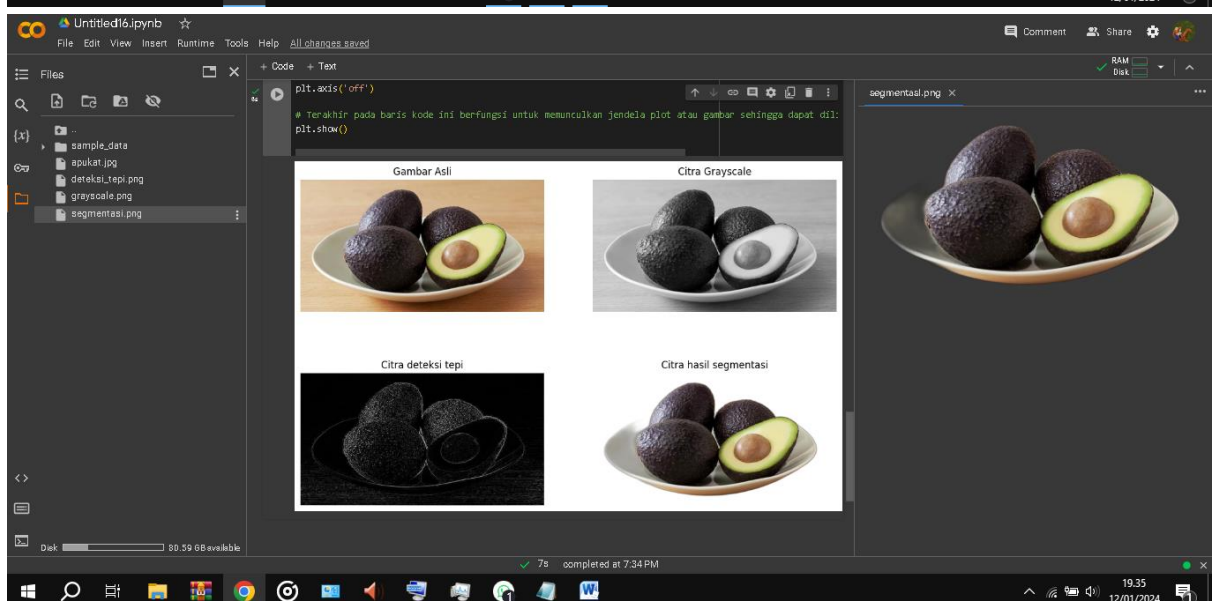 Untitled16.ipynb
File Edit View Insert Runtime Tools Help All changes saved
Comment
Share
RAM
Disk
Files
+ Code + Text
{x}
..
sample_data
apukat.jpg
deteksi_tepi.png
grayscale.png
segmentasi.png
plt.axis('off')
# Terakhir pada baris kode ini berfungsi untuk memunculkan jendela plot atau gambar sehingga dapat dil
plt.show()
Gambar Asli
Citra Grayscale
Citra deteksi tepi
Citra hasil segmentasi
segmentasi.png
Disk
80.59 GB available
7s completed at 7:34 PM
19.35
12/01/2024